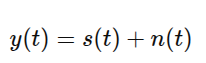 y(t) = s(t) + n(t)